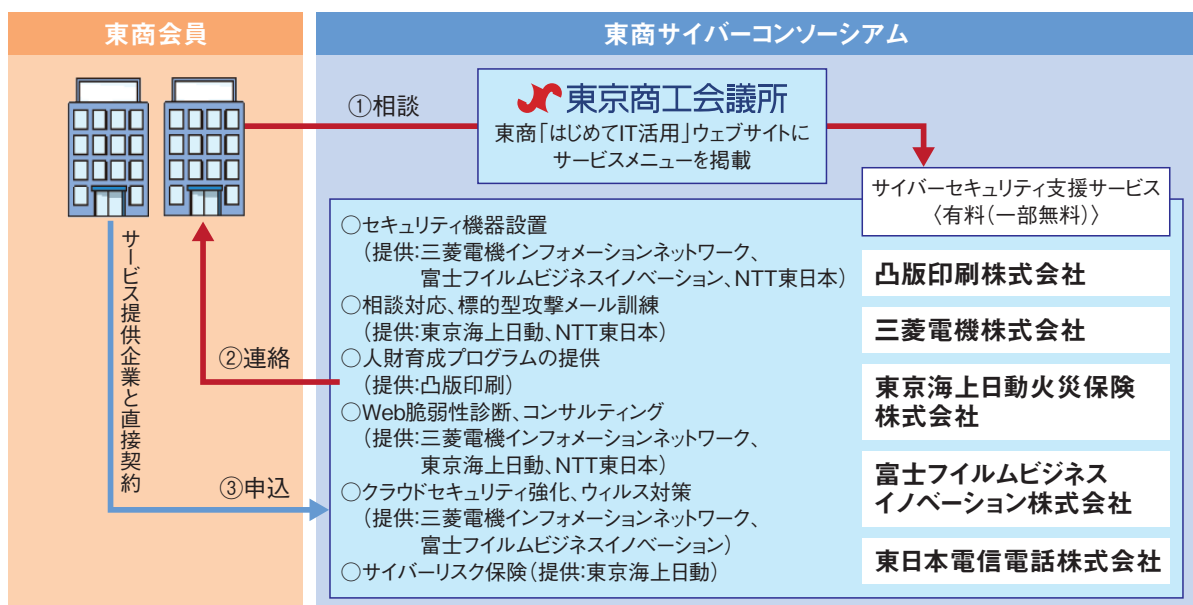 東商会員
東商サイバーコンソーシアム
①相談
東京商工会議所
東商「はじめてIT活用」ウェブサイトに
サービスメニューを掲載
サイバーセキュリティ支援サービス
〈有料(一部無料)〉
サービス提供企業と直接契約
②連絡
③申込
○セキュリティ機器設置
(提供:三菱電機インフォメーションネットワーク、
富士フイルムビジネスイノベーション、NTT東日本)
○相談対応、標的型攻撃メール訓練
(提供:東京海上日動、NTT東日本)
○人財育成プログラムの提供
(提供:凸版印刷)
○Web脆弱性診断、コンサルティング
(提供:三菱電機インフォメーションネットワーク、
東京海上日動、NTT東日本)
○クラウドセキュリティ強化、ウィルス対策
(提供:三菱電機インフォメーションネットワーク、
富士フイルムビジネスイノベーション)
○サイバーリスク保険(提供:東京海上日動)
凸版印刷株式会社
三菱電機株式会社
東京海上日動火災保険
株式会社
富士フイルムビジネス
イノベーション株式会社
東日本電信電話株式会社